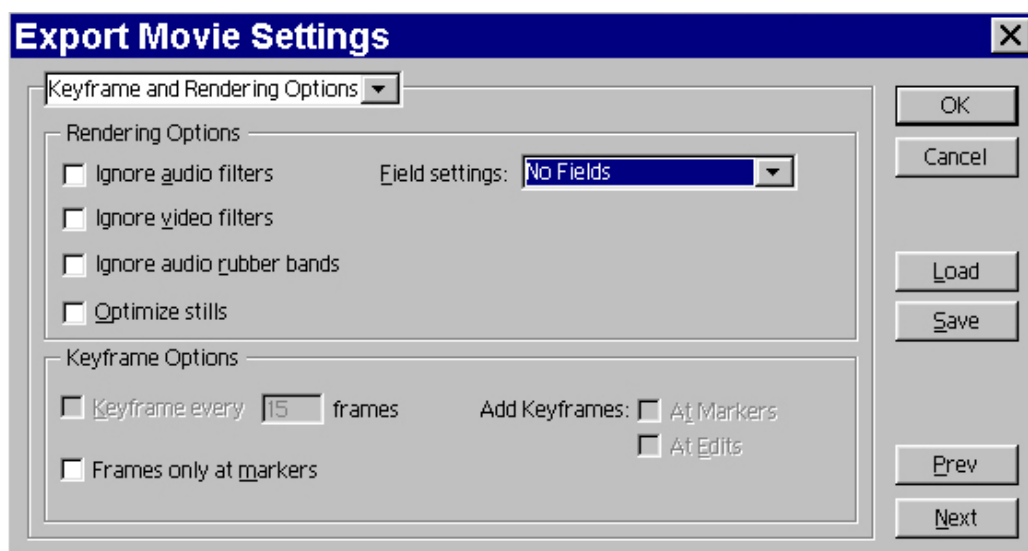 Export Movie Settings
Keyframe and Rendering Options
OK
Cancel
Rendering Options
Ignore audio filters
Field settings: No Fields
Ignore video filters
Ignore audio rubber bands
Optimize stills
Load
Save
Keyframe Options
Keyframe every 15 frames
Add Keyframes: At Markers
At Edits
Frames only at markers
Prev
Next